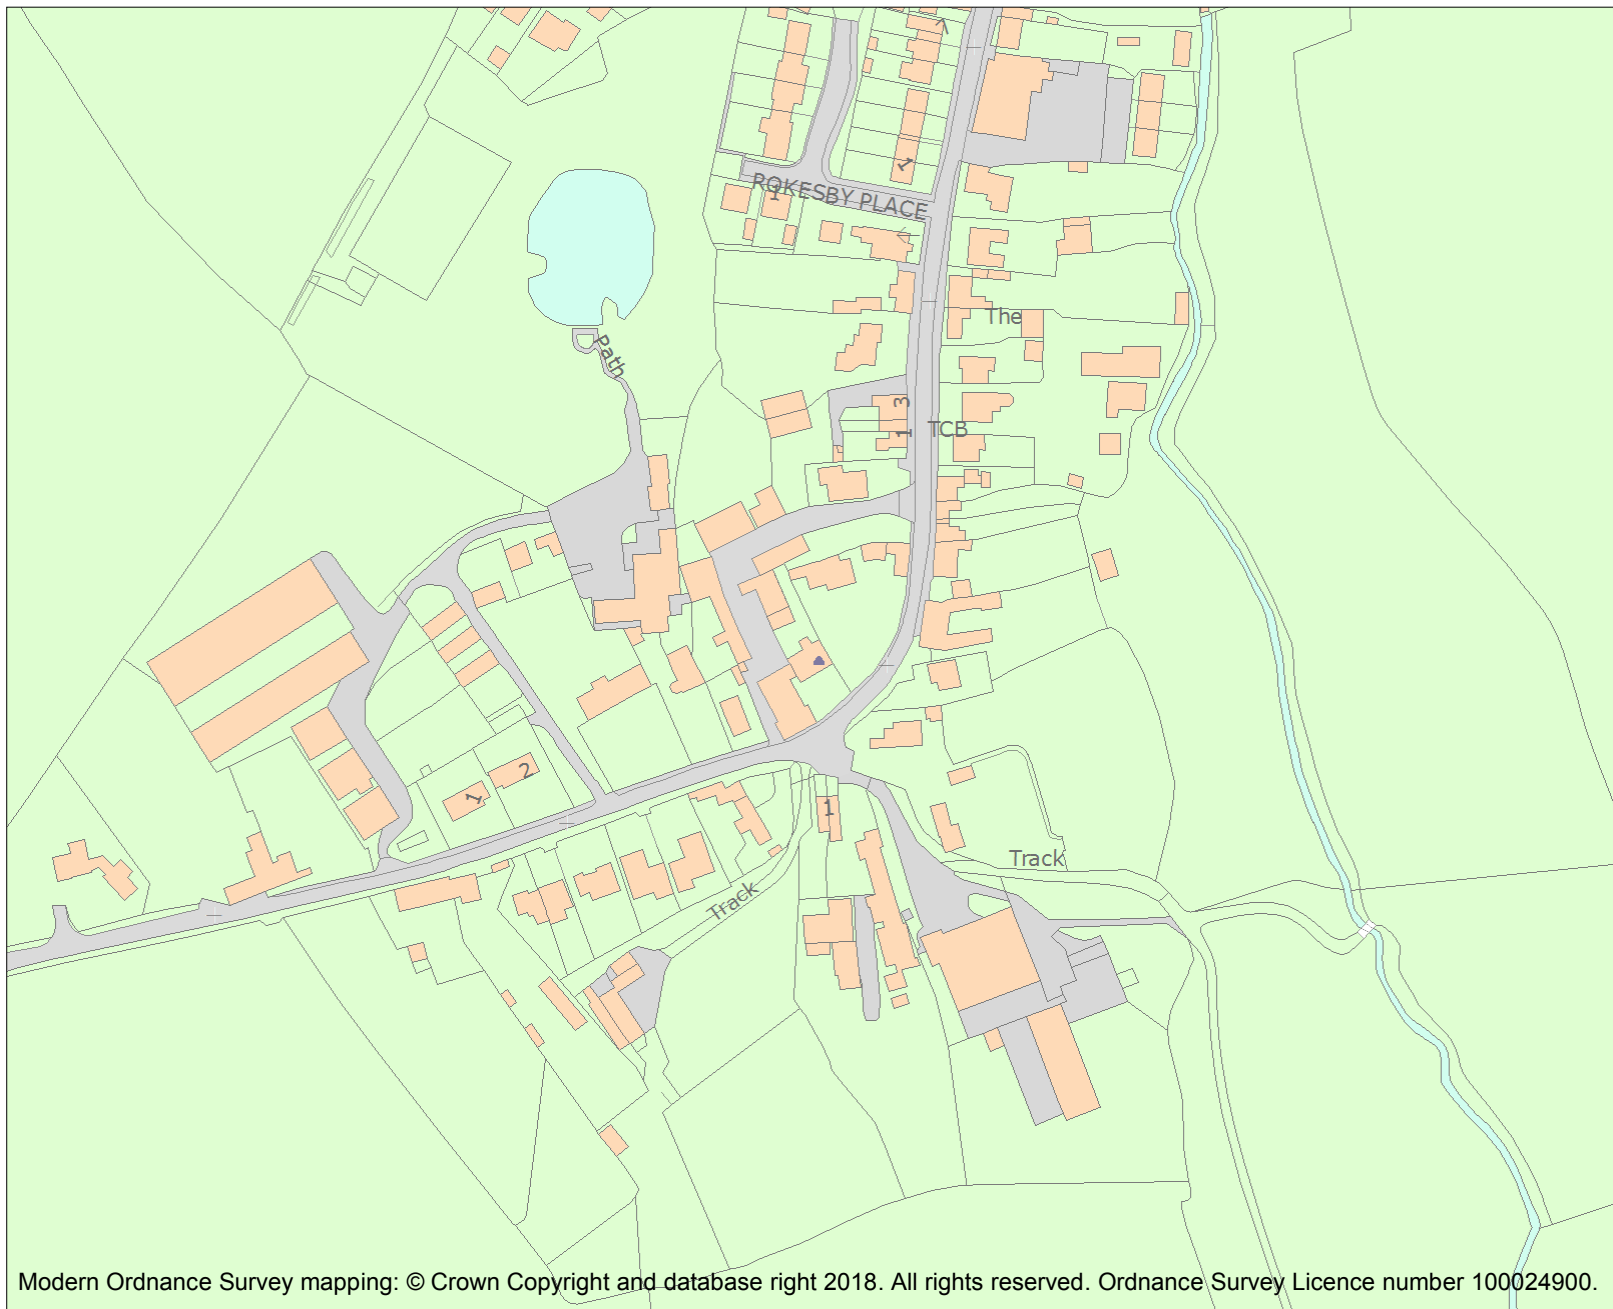 1
ROKESBY PLACE
1
The
Path
3
1
TCB
2
1
1
Track
Track
Modern Ordnance Survey mapping: © Crown Copyright and database right 2018. All rights reserved. Ordnance Survey Licence number 100024900.